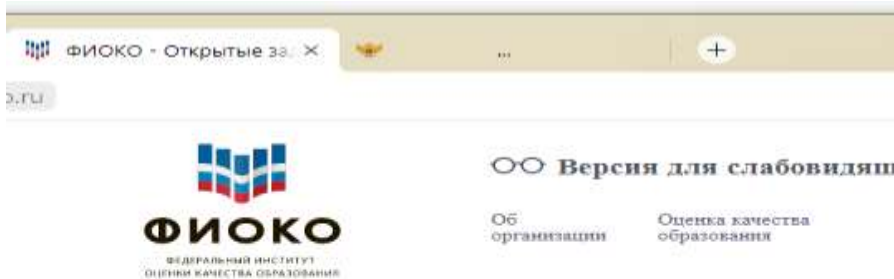 ФИОКО - Открытые за
...
o.ru
Версия для слабовидящ
Об организации
Оценка качества образования
ФИОКО
ФЕДЕРАЛЬНЫЙ ИНСТИТУТ
ОЦЕНКИ КАЧЕСТВА ОБРАЗОВАНИЯ